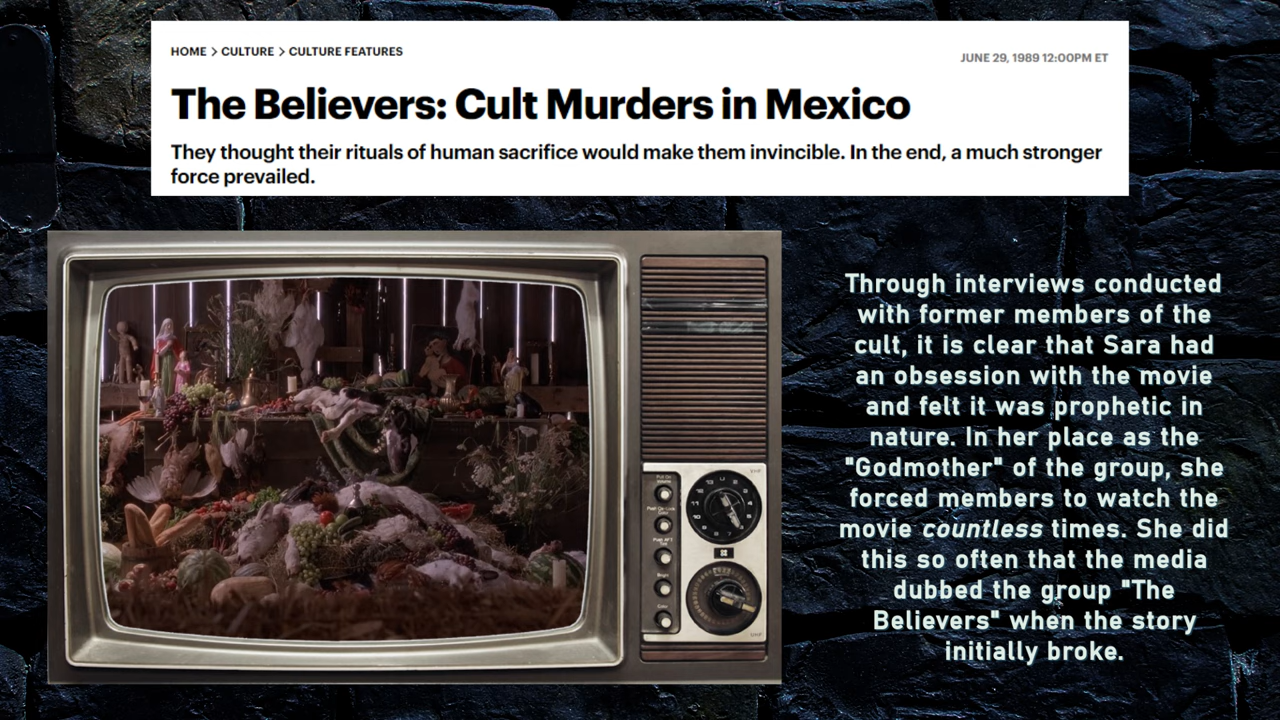 HOME > CULTURE > CULTURE FEATURES
JUNE 29, 1989 12:00PM ET
The Believers: Cult Murders in Mexico
They thought their rituals of human sacrifice would make them invincible. In the end, a much stronger
force prevailed.
Through interviews conducted
with former members of the
cult, it is clear that Sara had
an obsession with the movie
and felt it was prophetic in
nature. In her place as the
"Godmother" of the group, she
forced members to watch the
movie countless times. She did
this so often that the media
dubbed the group "The
Believers" when the story
initially broke.